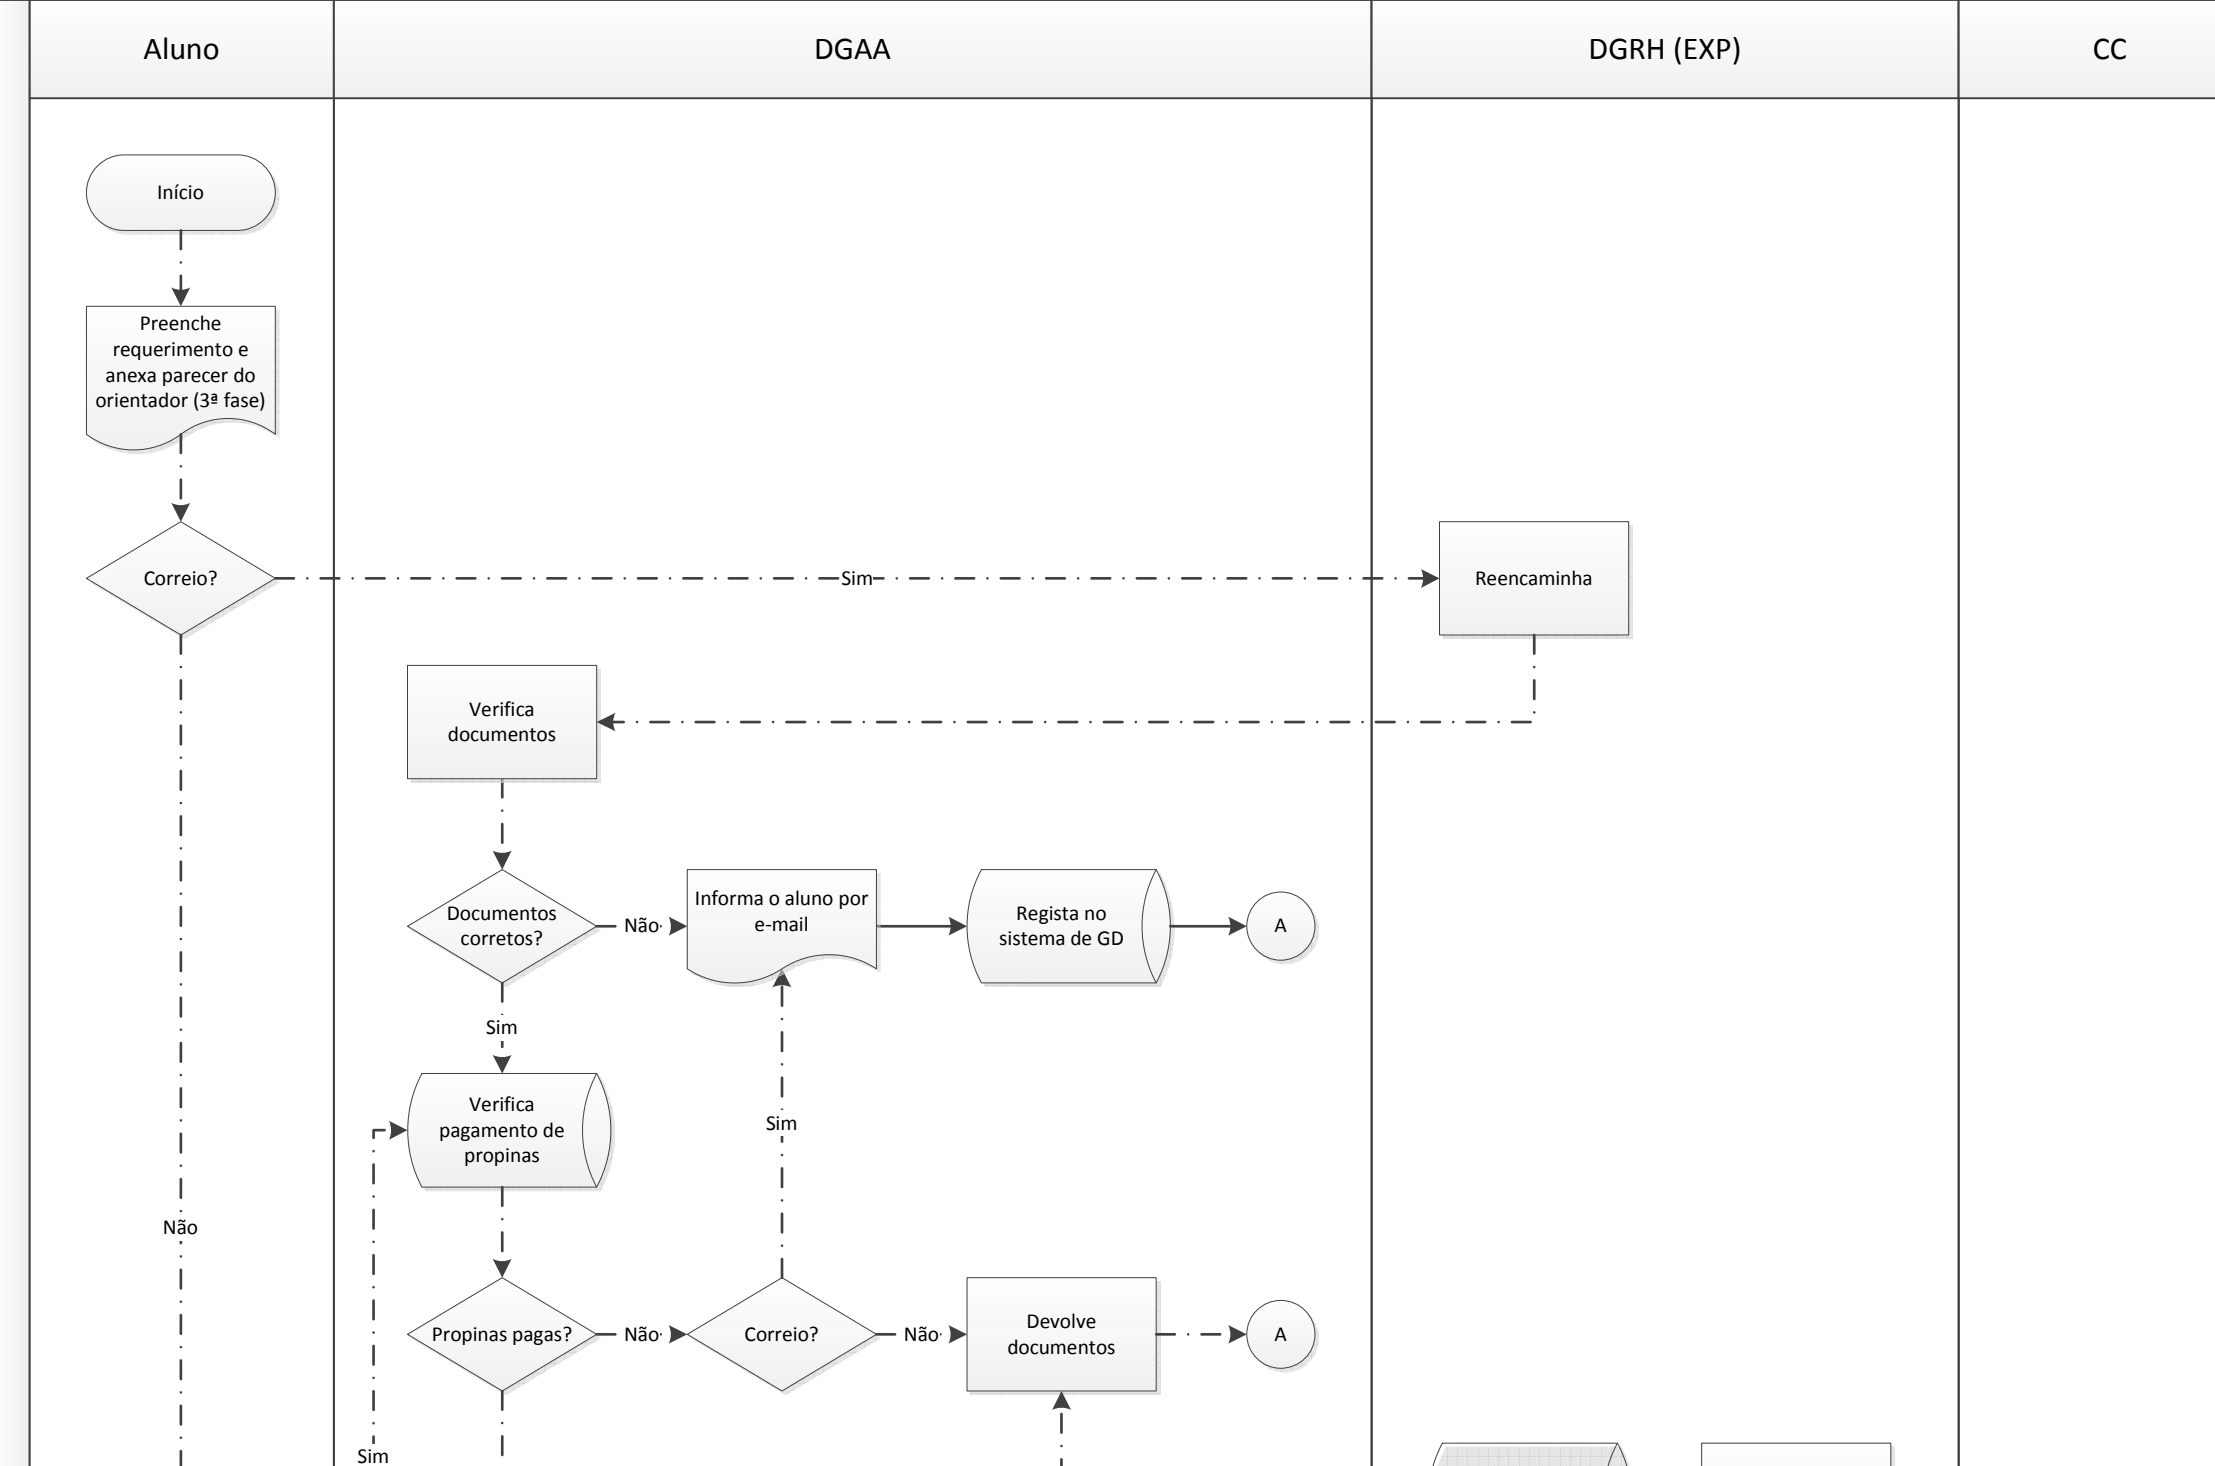 Aluno
DGAA
DGRH (EXP)
CC
Início
Preenche
requerimento e
anexa parecer do
orientador (3ª fase)
Correio?
Sim
Reencaminha
Verifica
documentos
Documentos
corretos?
Não
Informa o aluno por
e-mail
Regista no
sistema de GD
A
Sim
Verifica
pagamento de
propinas
Sim
Não
Propinas pagas?
Não
Correio?
Não
Devolve
documentos
A
Sim